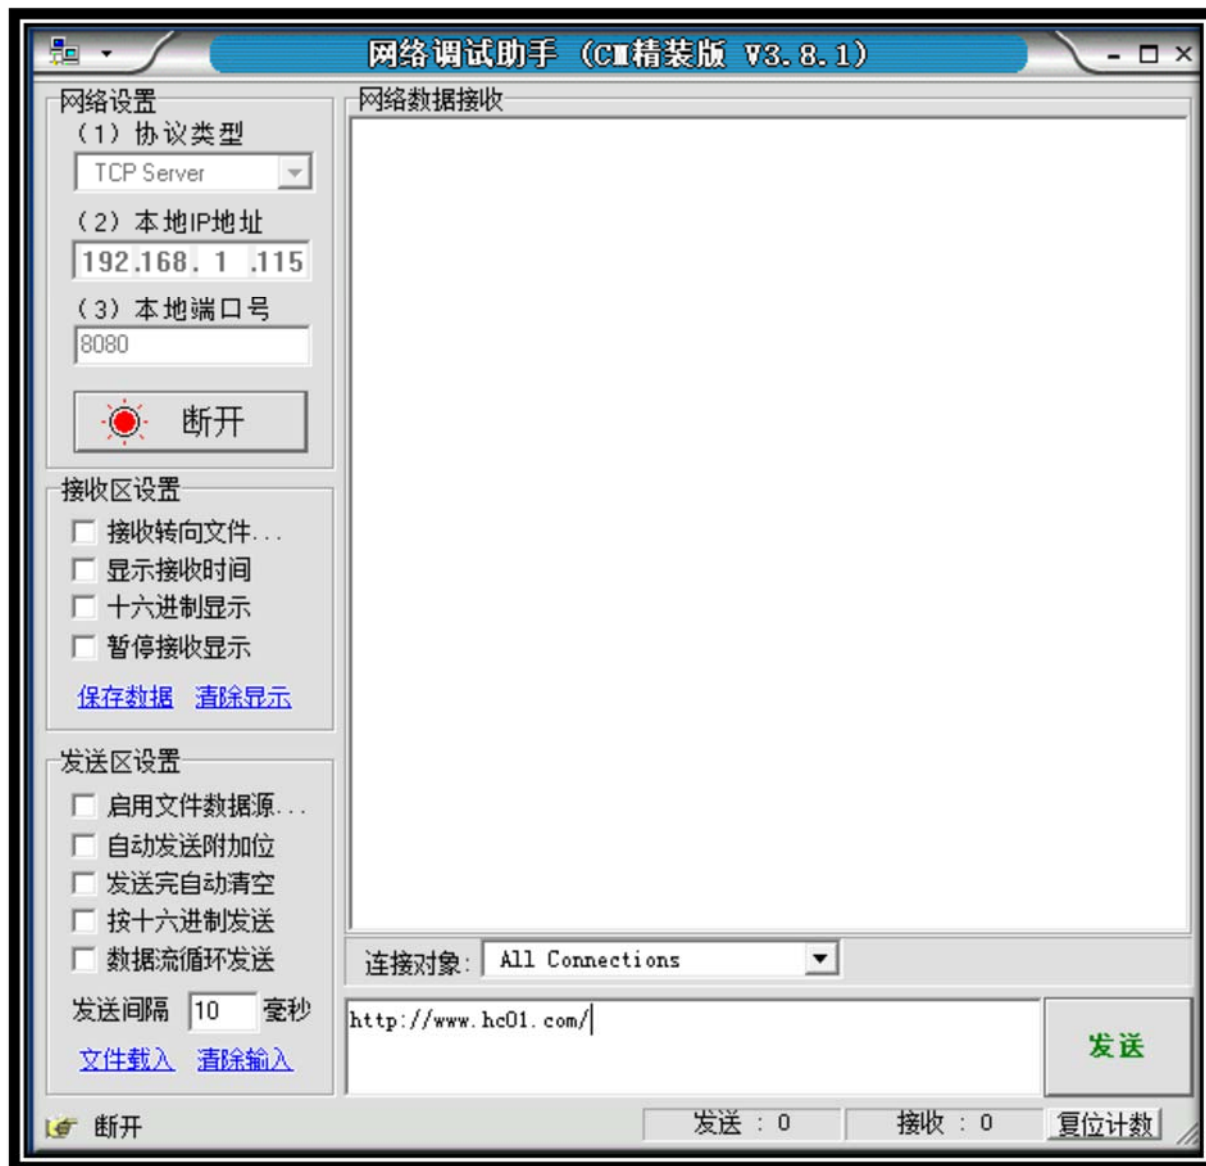 网络调试助手 (CM精装版 V3.8.1)
网络设置
(1) 协议类型
TCP Server
(2) 本地IP地址
192.168. 1 .115
(3) 本地端口号
8080
断开
接收区设置
接收转向文件...
显示接收时间
十六进制显示
暂停接收显示
保存数据 清除显示
发送区设置
启用文件数据源...
自动发送附加位
发送完自动清空
按十六进制发送
数据流循环发送
发送间隔 10 毫秒
文件载入 清除输入
网络数据接收
连接对象: All Connections
http://www.hc01.com/
发送
断开
发送 : 0
接收 : 0
复位计数